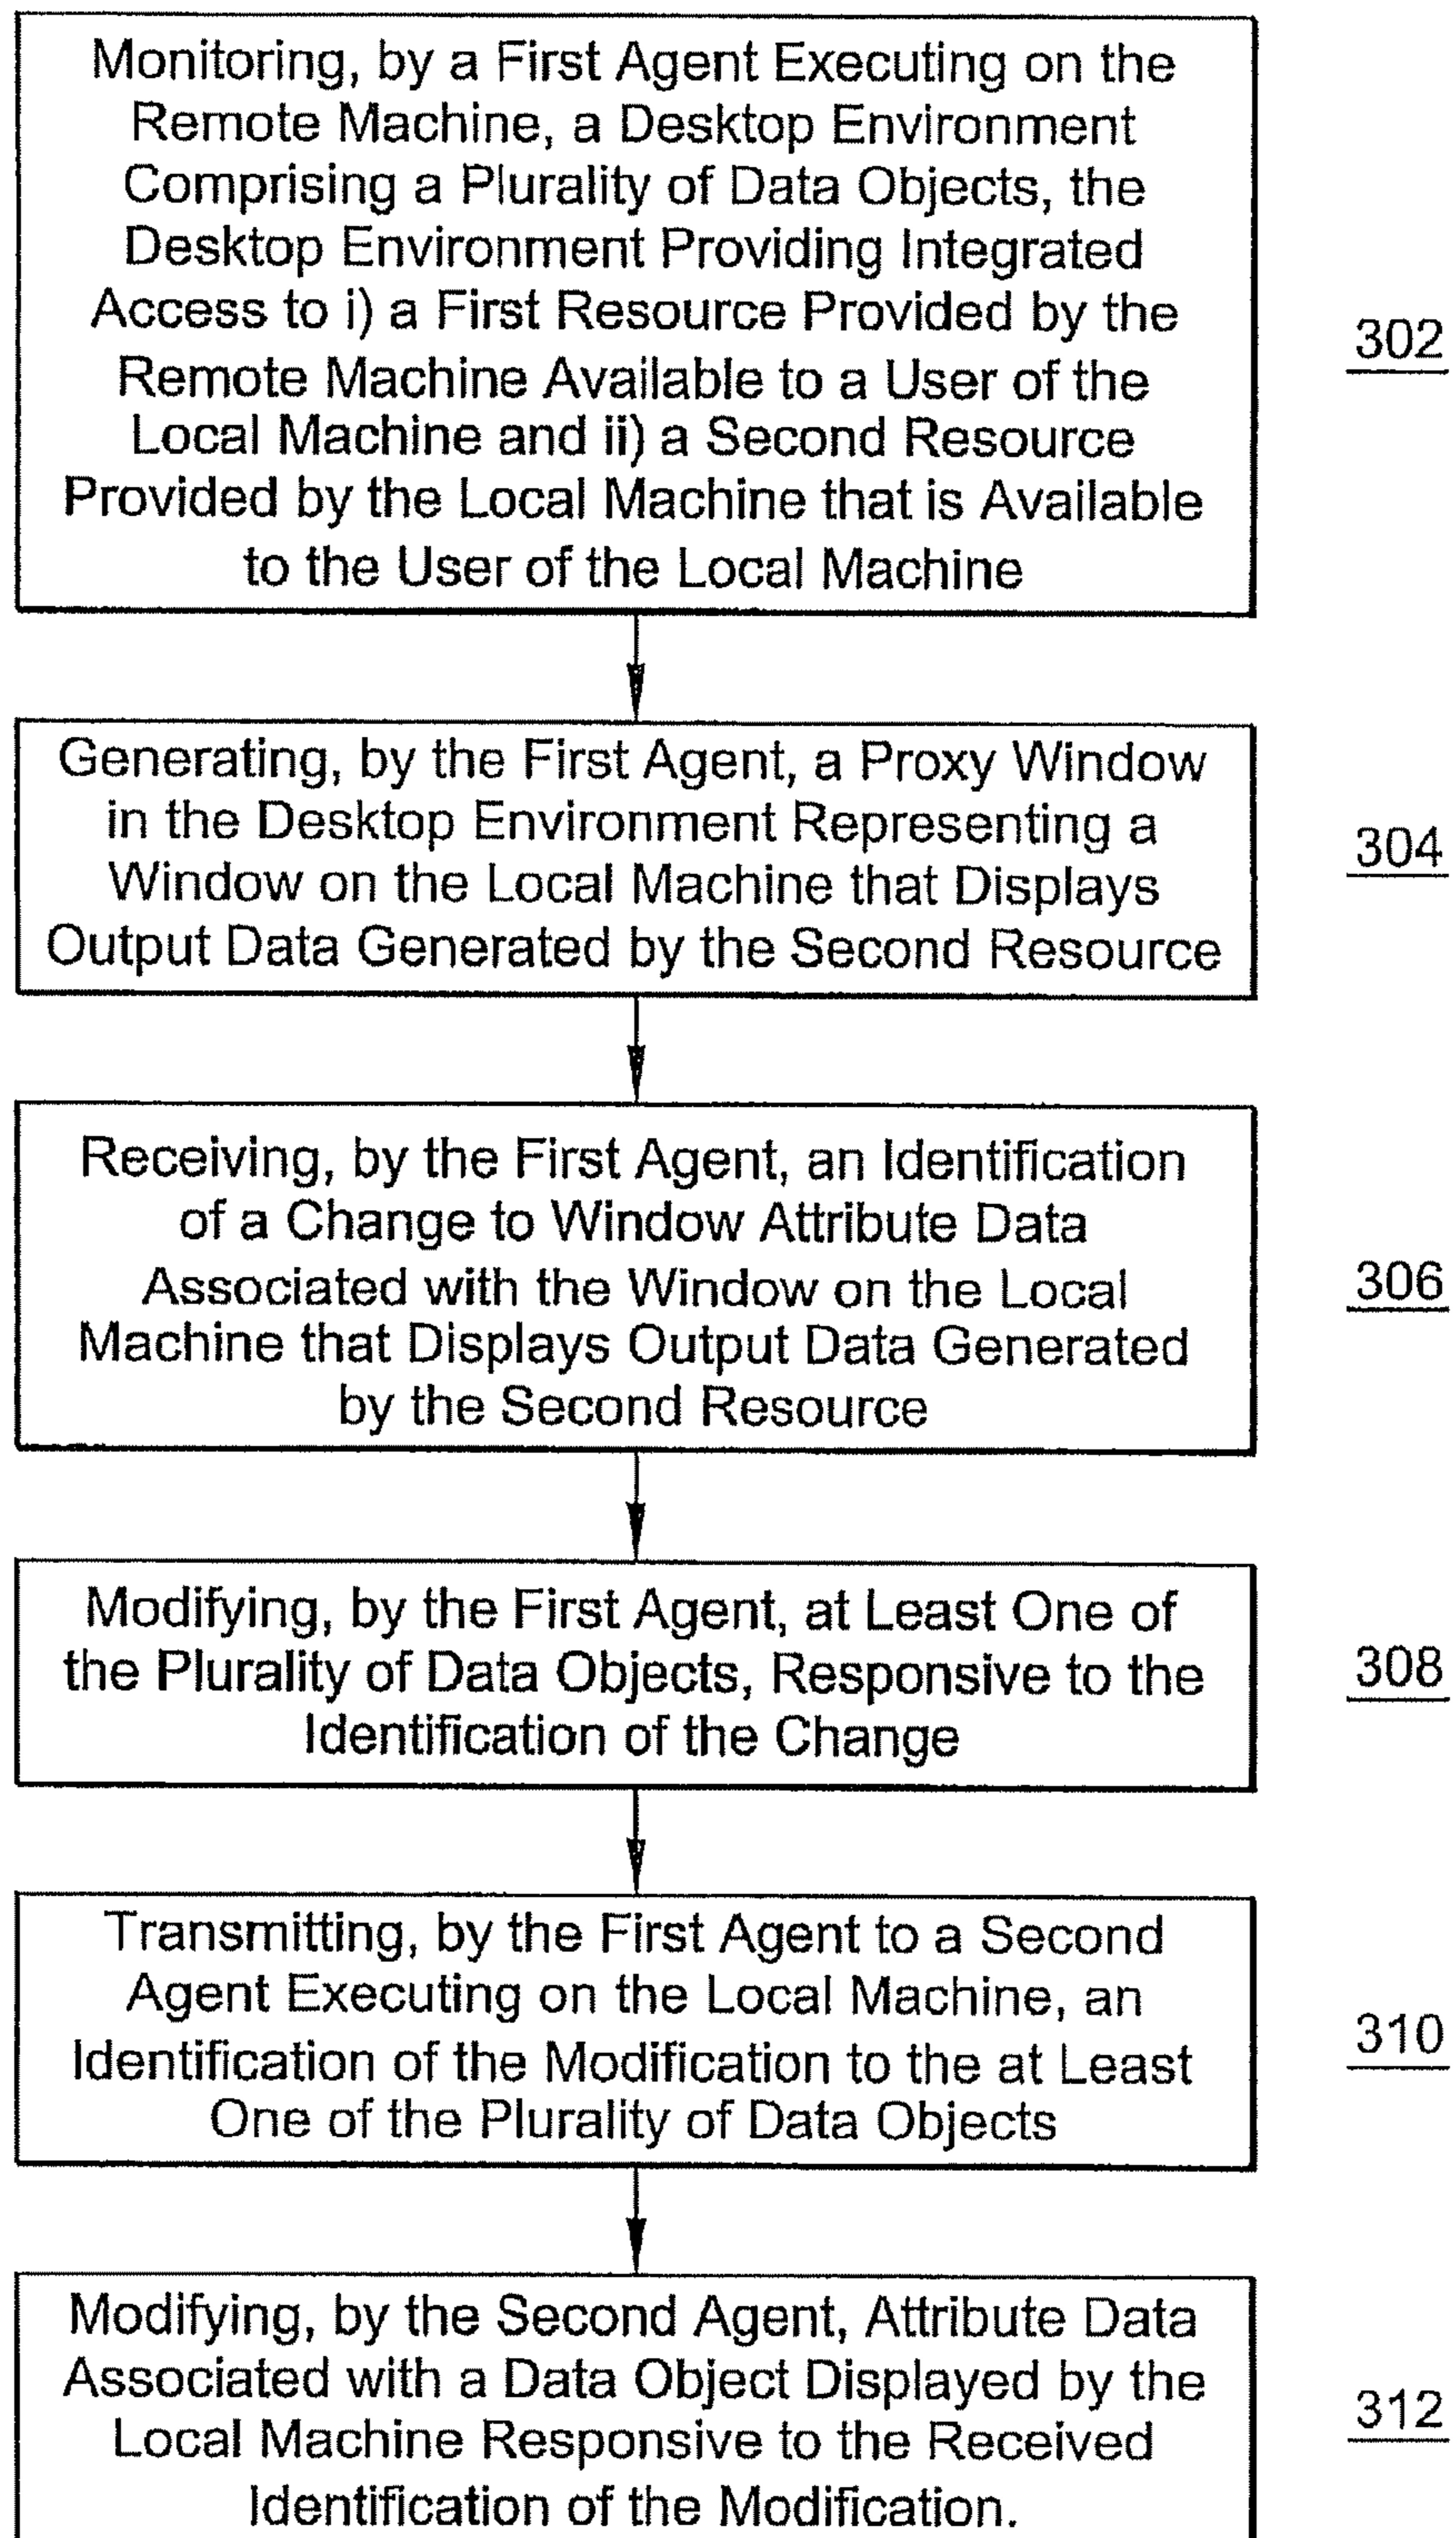 Monitoring, by a First Agent Executing on the
Remote Machine, a Desktop Environment
Comprising a Plurality of Data Objects, the
Desktop Environment Providing Integrated
Access to i) a First Resource Provided by the
Remote Machine Available to a User of the
Local Machine and ii) a Second Resource
Provided by the Local Machine that is Available
to the User of the Local Machine
302
Generating, by the First Agent, a Proxy Window
in the Desktop Environment Representing a
Window on the Local Machine that Displays
Output Data Generated by the Second Resource
304
Receiving, by the First Agent, an Identification
of a Change to Window Attribute Data
Associated with the Window on the Local
Machine that Displays Output Data Generated
by the Second Resource
306
Modifying, by the First Agent, at Least One of
the Plurality of Data Objects, Responsive to the
Identification of the Change
308
Transmitting, by the First Agent to a Second
Agent Executing on the Local Machine, an
Identification of the Modification to the at Least
One of the Plurality of Data Objects
310
Modifying, by the Second Agent, Attribute Data
Associated with a Data Object Displayed by the
Local Machine Responsive to the Received
Identification of the Modification.
312